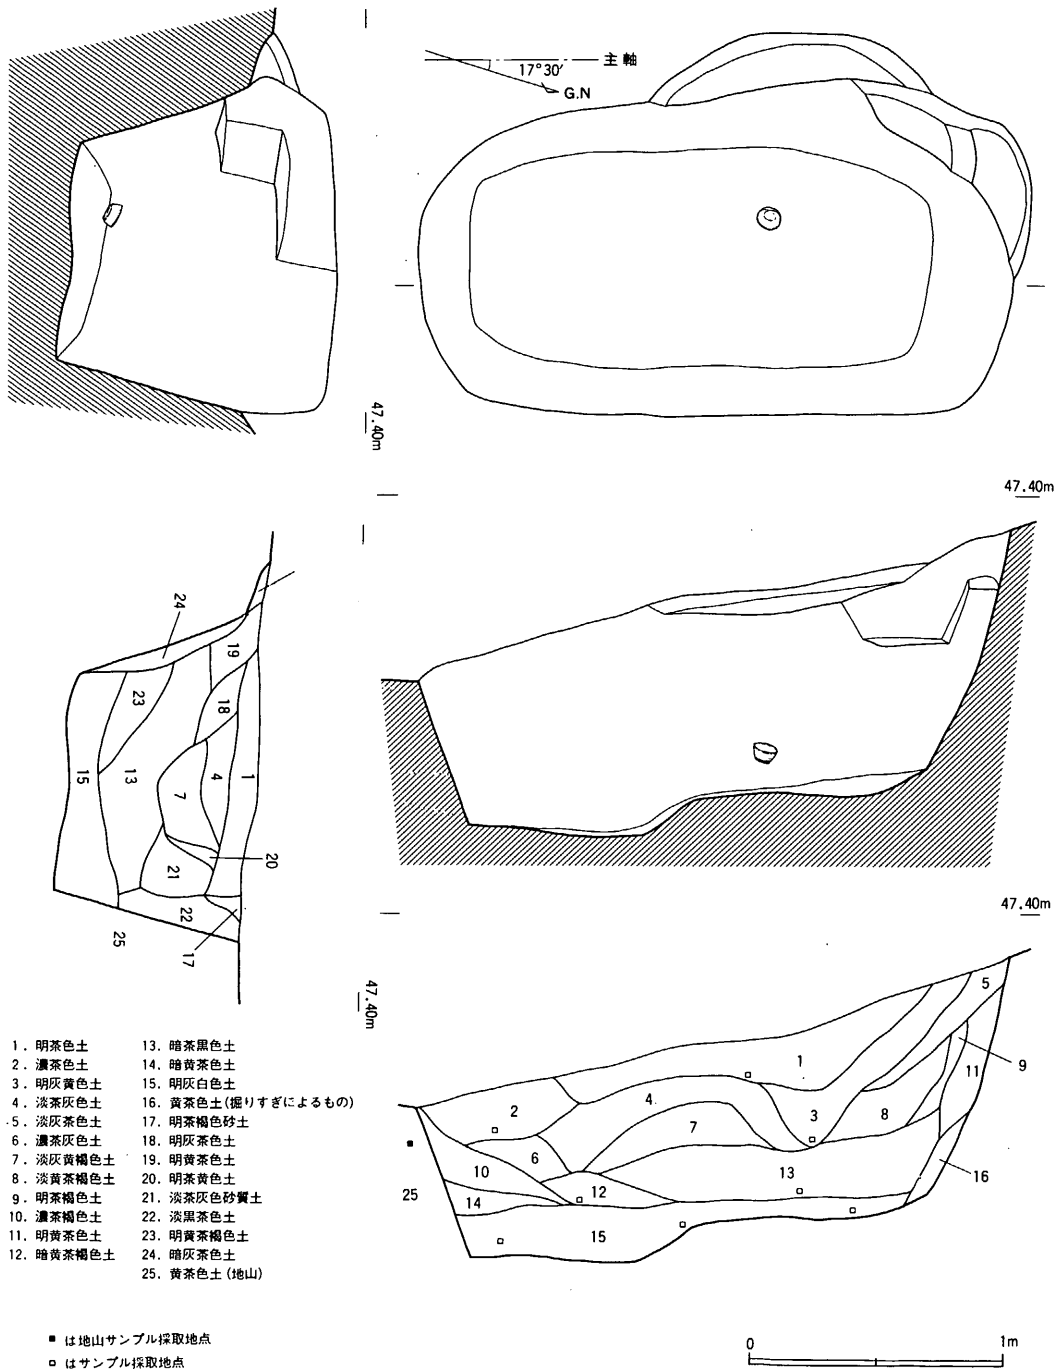 主軸
17°30′
G.N
47.40m
47.40m
24
19
23
18
15
13
4
1
7
20
21
22
25
17
47.40m
47.40m
5
1
9
2
4
11
3
8
7
6
10
13
12
16
25
14
15
1. 明茶色土
2. 濃茶色土
3. 明灰黄色土
4. 淡茶灰色土
5. 淡灰茶色土
6. 濃茶灰色土
7. 淡灰黄褐色土
8. 淡黄茶褐色土
9. 明茶褐色土
10. 濃茶褐色土
11. 明黄茶色土
12. 暗黄茶褐色土
13. 暗茶黒色土
14. 暗黄茶色土
15. 明灰白色土
16. 黄茶色土(掘りすぎによるもの)
17. 明茶褐色砂土
18. 明灰茶色土
19. 明黄茶色土
20. 明茶黄色土
21. 淡茶灰色砂質土
22. 淡黒茶色土
23. 明黄茶褐色土
24. 暗灰茶色土
25. 黄茶色土(地山)
■ は地山サンプル採取地点
□ はサンプル採取地点
0 1m